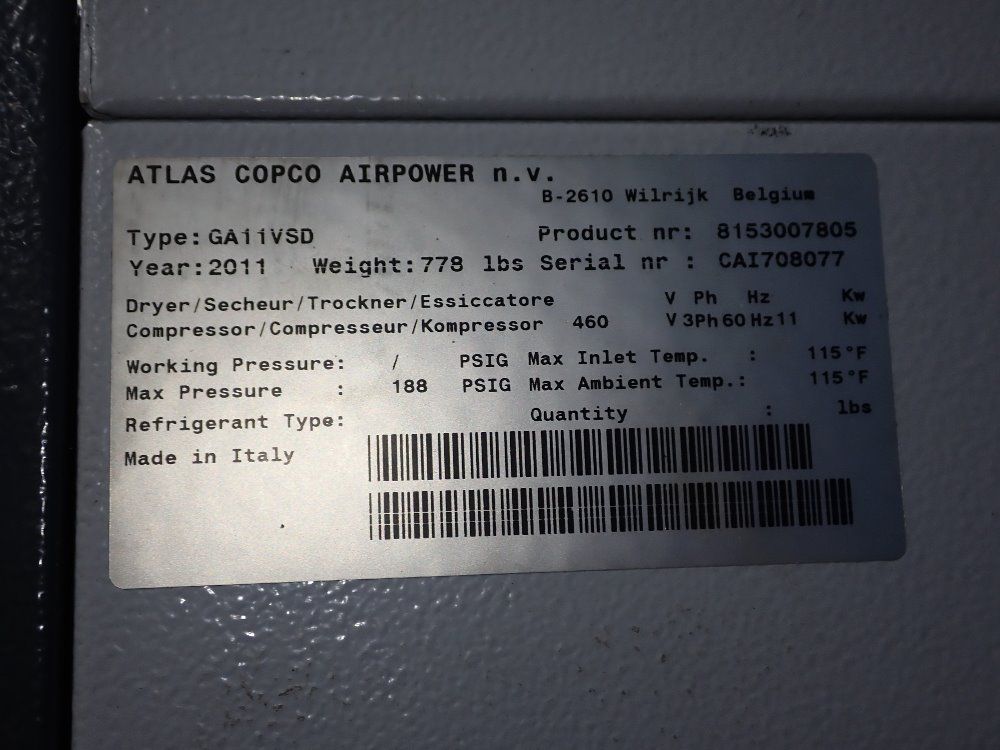 ATLAS COPCO AIRPOWER n.v.
B-2610 Wilrijk Belgium
Type: GA11VSD Product nr: 8153007805
Year: 2011 Weight: 778 lbs Serial nr : CAI708077
Dryer/Secheur/Trockner/Essiccatore V Ph Hz Kw
Compressor/Compresseur/Kompressor 460 V 3Ph 60 Hz 11 Kw
Working Pressure: / PSIG Max Inlet Temp. : 115°F
Max Pressure : 188 PSIG Max Ambient Temp.: 115°F
Refrigerant Type: Quantity : lbs
Made in Italy